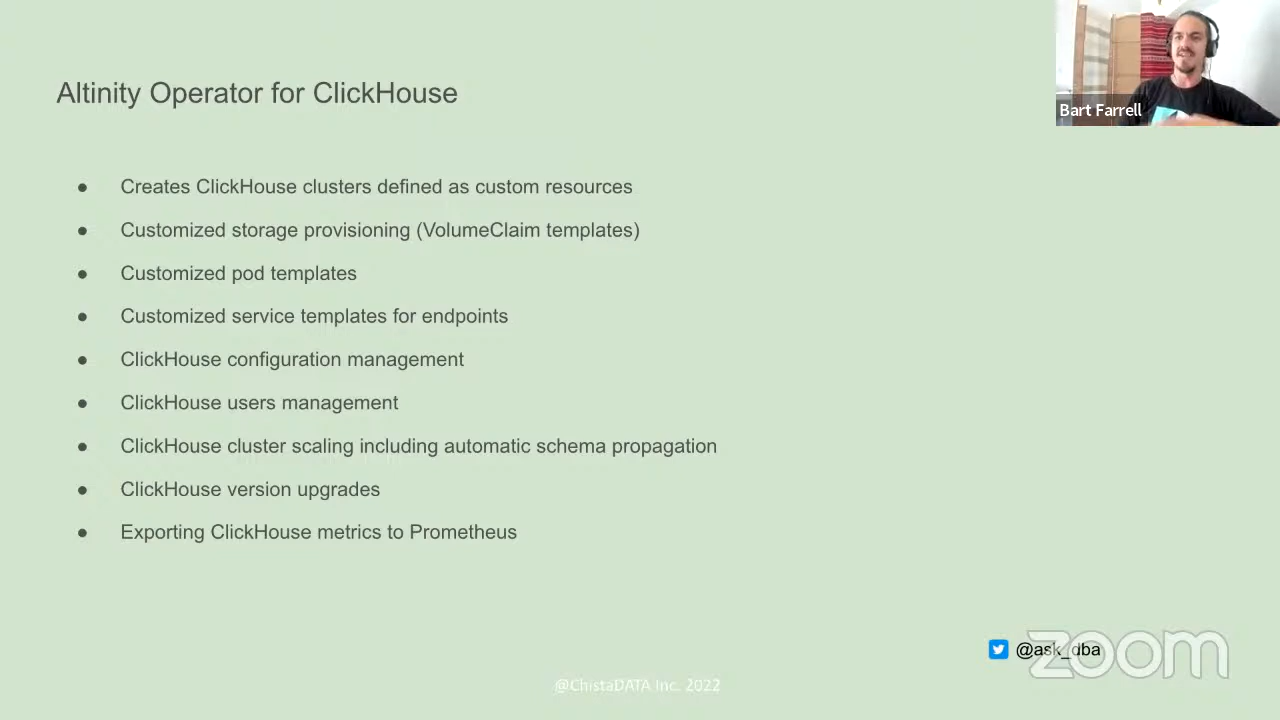 Altinity Operator for ClickHouse
Bart Farrell
● Creates ClickHouse clusters defined as custom resources
● Customized storage provisioning (VolumeClaim templates)
● Customized pod templates
● Customized service templates for endpoints
● ClickHouse configuration management
● ClickHouse users management
● ClickHouse cluster scaling including automatic schema propagation
● ClickHouse version upgrades
● Exporting ClickHouse metrics to Prometheus
@ask_dba
zoom
@ChistaDATA Inc. 2022